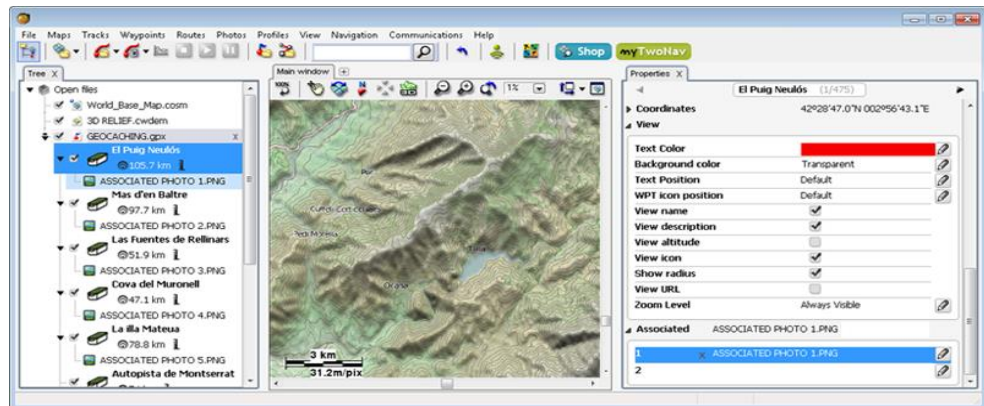 File Maps Tracks Waypoints Routes Photos Profiles View Navigation Communications Help
Shop
myTwoNav
Tree X
Open files
World_Base_Map.cosm
3D RELIEF.cwdem
GEOCACHING.gpx X
El Puig Neulós
105.7 km
ASSOCIATED PHOTO 1.PNG
Mas d'en Baltre
97.7 km
ASSOCIATED PHOTO 2.PNG
Las Fuentes de Rellinars
51.9 km
ASSOCIATED PHOTO 3.PNG
Cova del Muronell
47.1 km
ASSOCIATED PHOTO 4.PNG
La illa Mateua
78.8 km
ASSOCIATED PHOTO 5.PNG
Autopista de Montserrat
Main window
100%
1%
3 km
31.2m/pix
Properties X
El Puig Neulós (1/475)
Coordinates 42º28'47.0"N 002º56'43.1"E
View
Text Color
Background color Transparent
Text Position Default
WPT icon position Default
View name
View description
View altitude
View icon
Show radius
View URL
Zoom Level Always Visible
Associated ASSOCIATED PHOTO 1.PNG
1 x ASSOCIATED PHOTO 1.PNG
2